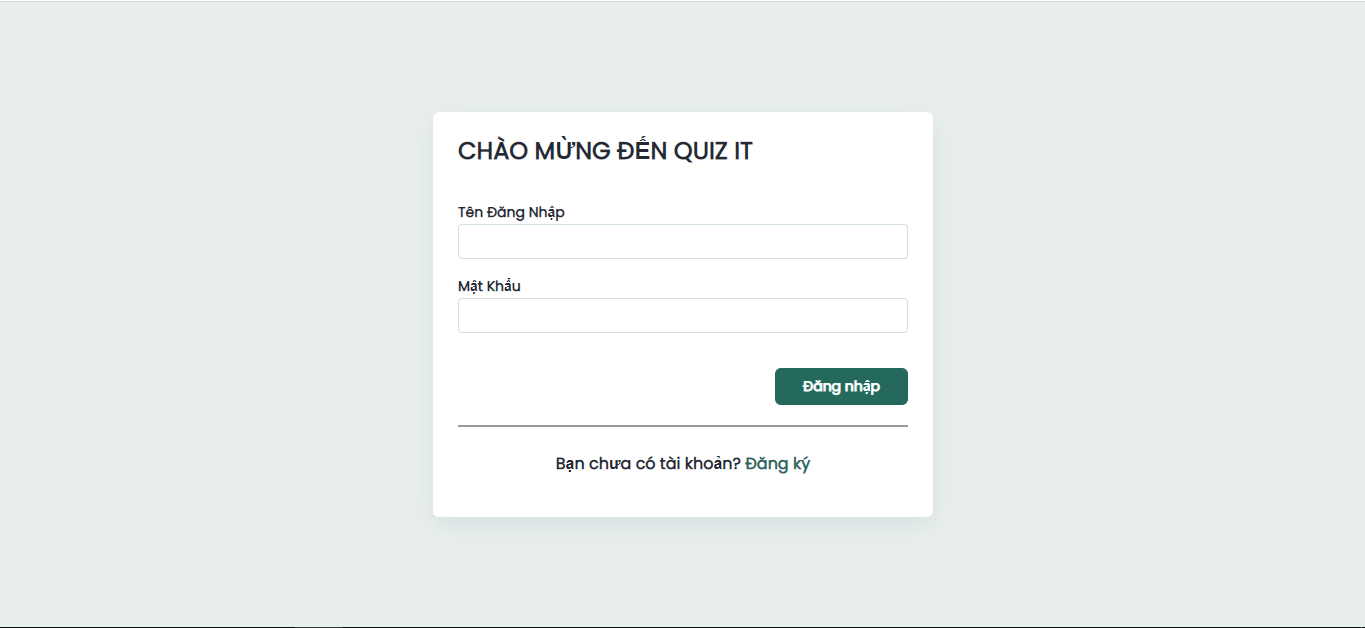 CHÀO MỪNG ĐẾN QUIZ IT
Tên Đăng Nhập
Mật Khẩu
Đăng nhập
Bạn chưa có tài khoản? Đăng ký